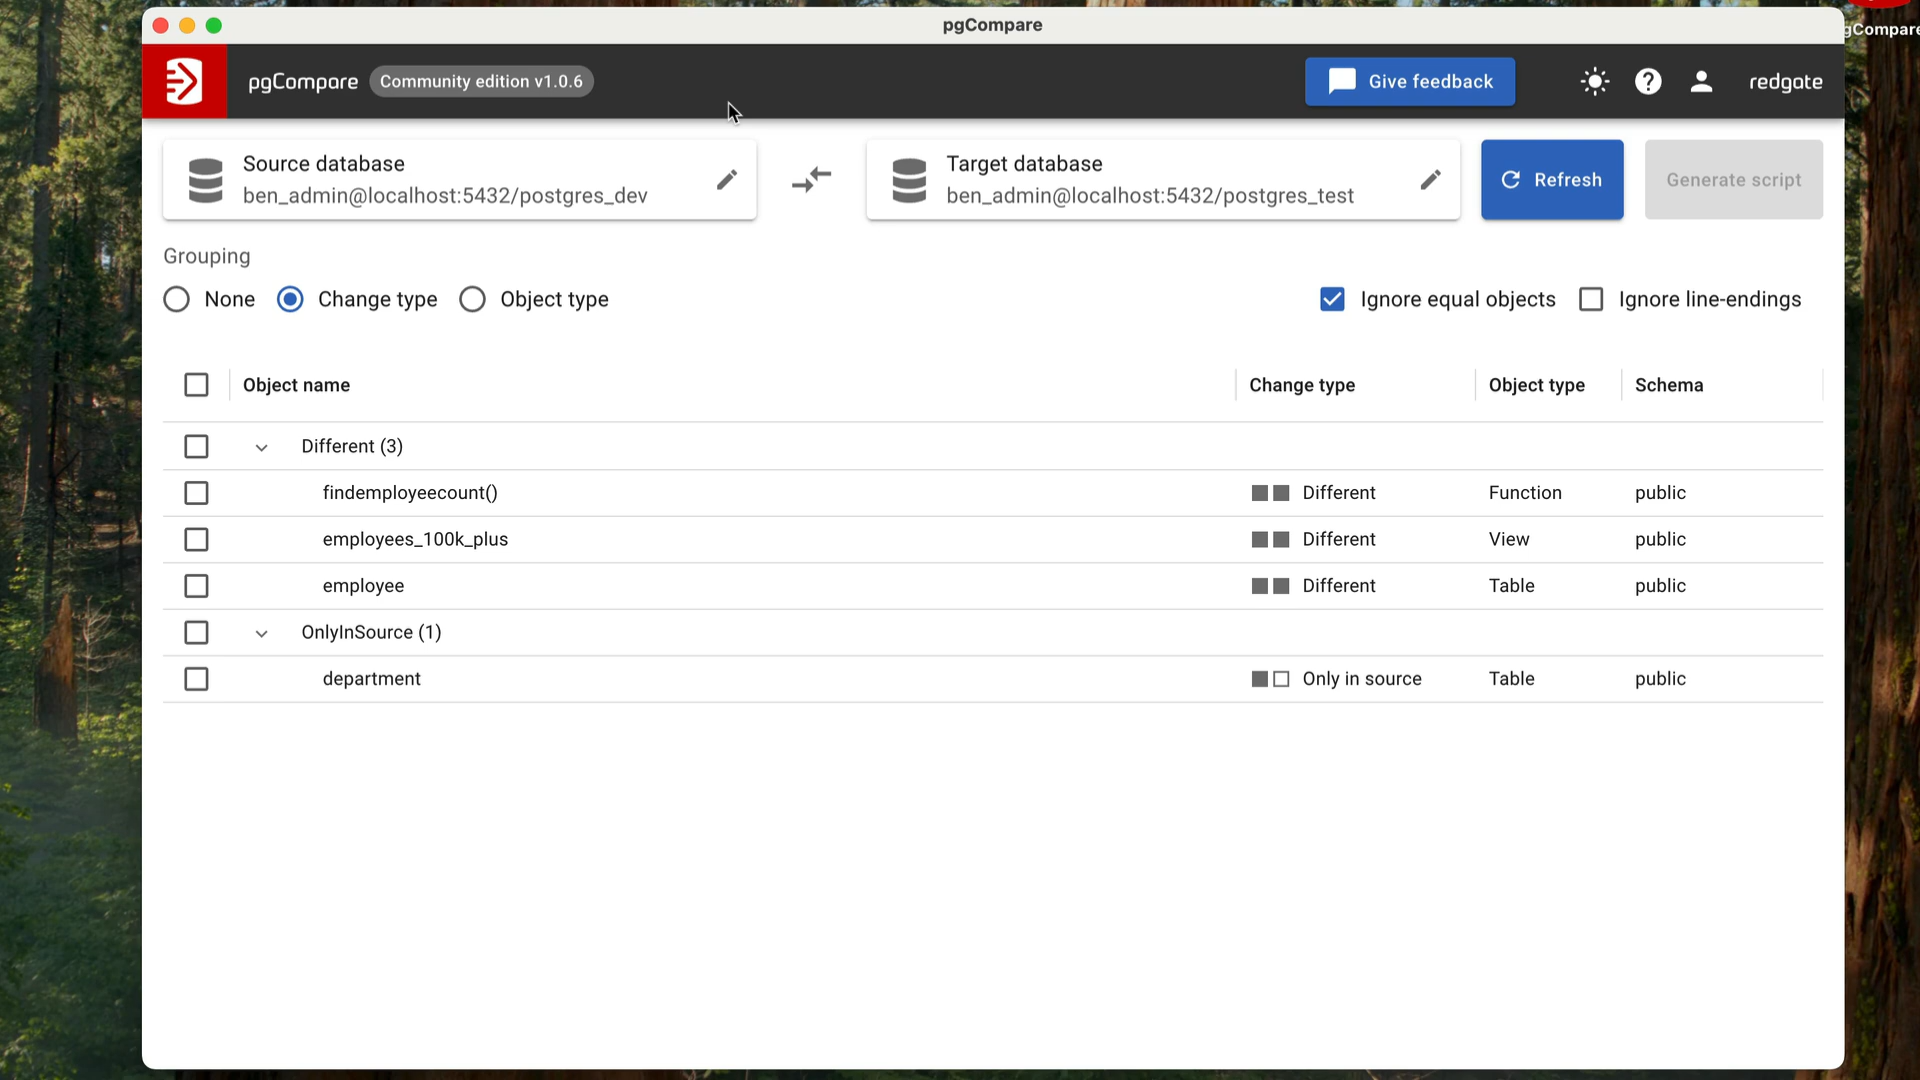 pgCompare
gCompare
pgCompare
Community edition v1.0.6
Give feedback
redgate
Source database
ben_admin@localhost:5432/postgres_dev
Target database
ben_admin@localhost:5432/postgres_test
Refresh
Generate script
Grouping
None
Change type
Object type
Ignore equal objects
Ignore line-endings
Object name
Change type
Object type
Schema
Different (3)
findemployeecount()
Different
Function
public
employees_100k_plus
Different
View
public
employee
Different
Table
public
OnlyInSource (1)
department
Only in source
Table
public